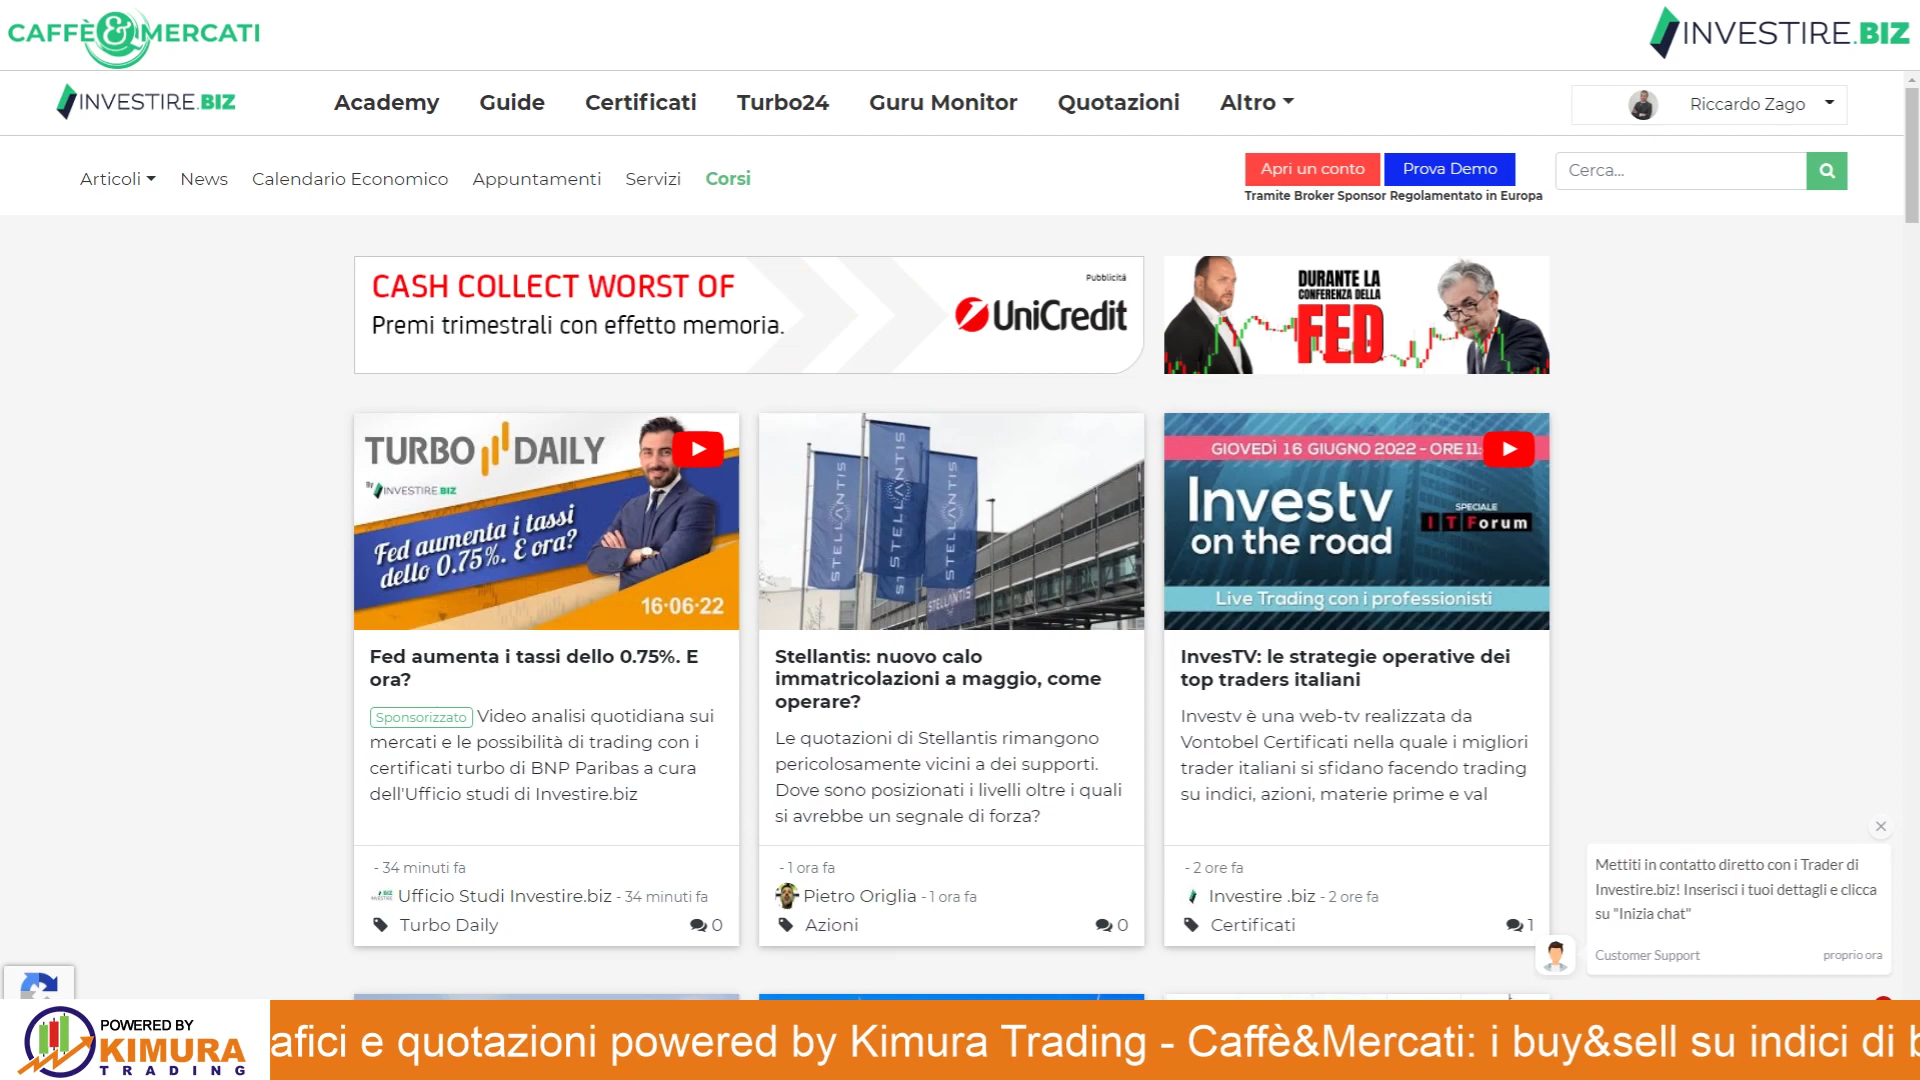 CAFFÈ&MERCATI
INVESTIRE.BIZ
INVESTIRE.BIZ
Academy
Guide
Certificati
Turbo24
Guru Monitor
Quotazioni
Altro
Riccardo Zago
Articoli
News
Calendario Economico
Appuntamenti
Servizi
Corsi
Apri un conto
Prova Demo
Tramite Broker Sponsor Regolamentato in Europa
Cerca...
CASH COLLECT WORST OF
Premi trimestrali con effetto memoria.
Pubblicità
UniCredit
DURANTE LA
CONFERENZA DELLA
FED
TURBO DAILY
By INVESTIRE.BIZ
Fed aumenta i tassi
dello 0.75%. E ora?
16·06·22
Fed aumenta i tassi dello 0.75%. E
ora?
Sponsorizzato Video analisi quotidiana sui
mercati e le possibilità di trading con i
certificati turbo di BNP Paribas a cura
dell'Ufficio studi di Investire.biz
- 34 minuti fa
Ufficio Studi Investire.biz - 34 minuti fa
Turbo Daily
0
STELLANTIS
STELLANTIS
STELLANTIS
STELLANTIS
Stellantis: nuovo calo
immatricolazioni a maggio, come
operare?
Le quotazioni di Stellantis rimangono
pericolosamente vicini a dei supporti.
Dove sono posizionati i livelli oltre i quali
si avrebbe un segnale di forza?
- 1 ora fa
Pietro Origlia - 1 ora fa
Azioni
0
GIOVEDÌ 16 GIUGNO 2022 - ORE 11:
Investv
on the road
SPECIALE
ITForum
Live Trading con i professionisti
InvesTV: le strategie operative dei
top traders italiani
Investv è una web-tv realizzata da
Vontobel Certificati nella quale i migliori
trader italiani si sfidano facendo trading
su indici, azioni, materie prime e val
- 2 ore fa
Investire .biz - 2 ore fa
Certificati
1
Mettiti in contatto diretto con i Trader di
Investire.biz! Inserisci i tuoi dettagli e clicca
su "Inizia chat"
Customer Support
proprio ora
POWERED BY
KIMURA
TRADING
afici e quotazioni powered by Kimura Trading - Caffè&Mercati: i buy&sell su indici di b